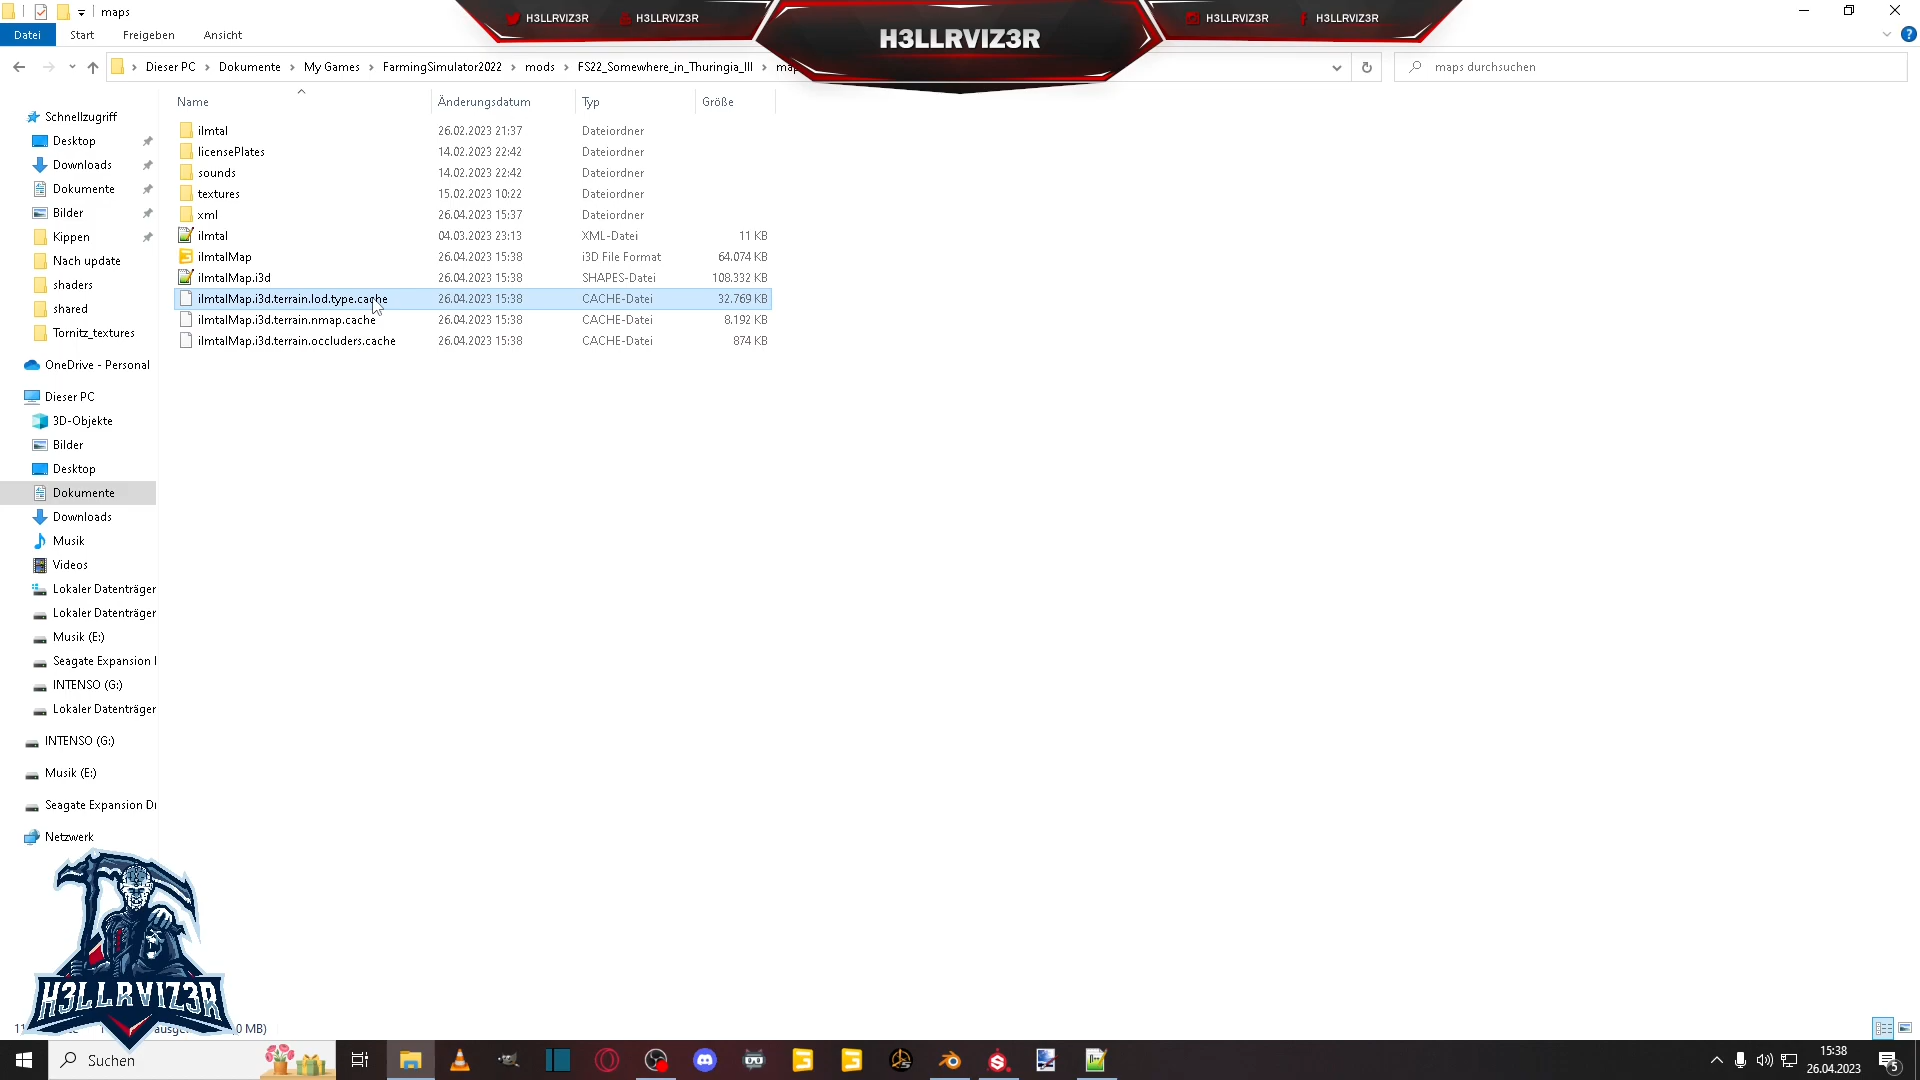 maps
H3LLRVIZ3R
H3LLRVIZ3R
H3LLRVIZ3R
H3LLRVIZ3R
H3LLRVIZ3R
Datei
Start
Freigeben
Ansicht
Dieser PC
Dokumente
My Games
FarmingSimulator2022
mods
FS22_Somewhere_in_Thuringia_III
maps durchsuchen
Name
Änderungsdatum
Typ
Größe
ilmtal 26.02.2023 21:37 Dateiordner
licensePlates 14.02.2023 22:42 Dateiordner
sounds 14.02.2023 22:42 Dateiordner
textures 15.02.2023 10:22 Dateiordner
xml 26.04.2023 15:37 Dateiordner
ilmtal 04.03.2023 23:13 XML-Datei 11 KB
ilmtalMap 26.04.2023 15:38 i3D File Format 64.074 KB
ilmtalMap.i3d 26.04.2023 15:38 SHAPES-Datei 108.332 KB
ilmtalMap.i3d.terrain.lod.type.cache 26.04.2023 15:38 CACHE-Datei 32.769 KB
ilmtalMap.i3d.terrain.nmap.cache 26.04.2023 15:38 CACHE-Datei 8.192 KB
ilmtalMap.i3d.terrain.occluders.cache 26.04.2023 15:38 CACHE-Datei 874 KB
Schnellzugriff
Desktop
Downloads
Dokumente
Bilder
Kippen
Nach update
shaders
shared
Tornitz_textures
OneDrive - Personal
Dieser PC
3D-Objekte
Bilder
Desktop
Dokumente
Downloads
Musik
Videos
Lokaler Datenträger
Lokaler Datenträger
Musik (E:)
Seagate Expansion
INTENSO (G:)
Lokaler Datenträger
INTENSO (G:)
Musik (E:)
Seagate Expansion
Netzwerk
H3LLRVIZ3R
Suchen
15:38
26.04.2023
5